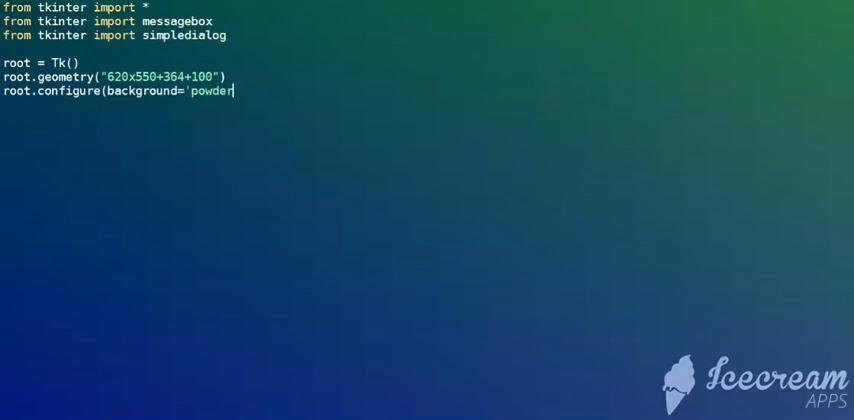 from tkinter import *
from tkinter import messagebox
from tkinter import simpledialog
root = Tk()
root.geometry("620x550+364+100")
root.configure(background='powder
Icecream
APPS